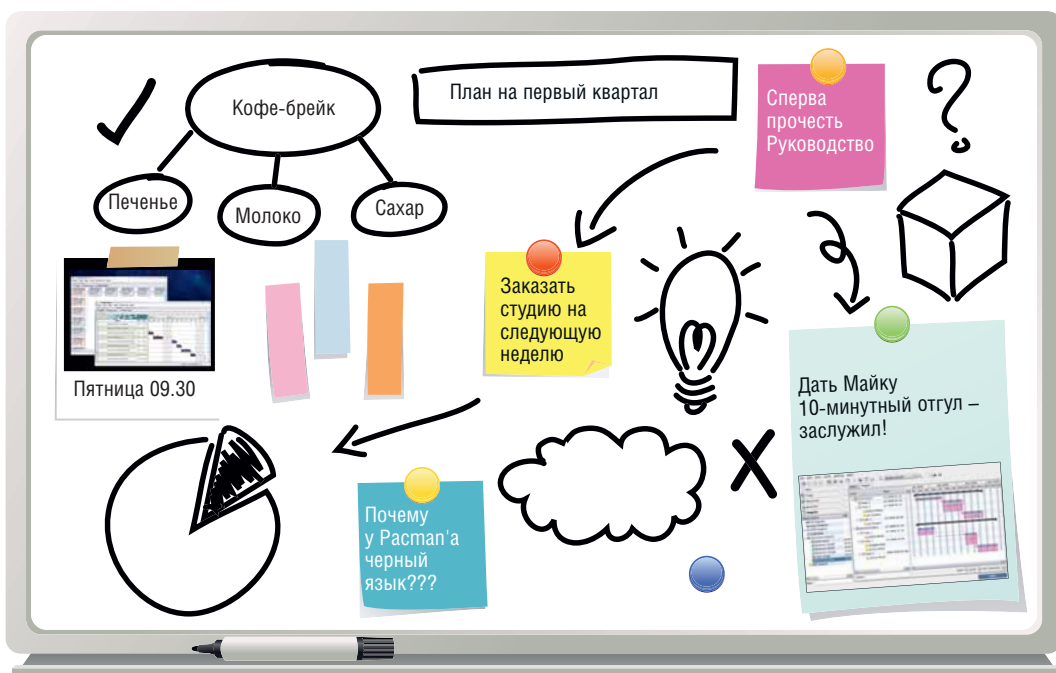 Кофе-брейк
Печенье
Молоко
Сахар
План на первый квартал
Сперва
прочесть
Руководство
Пятница 09.30
Заказать
студию на
следующую
неделю
Дать Майку
10-минутный отгул –
заслужил!
Почему
у Pacman'а
черный
язык???